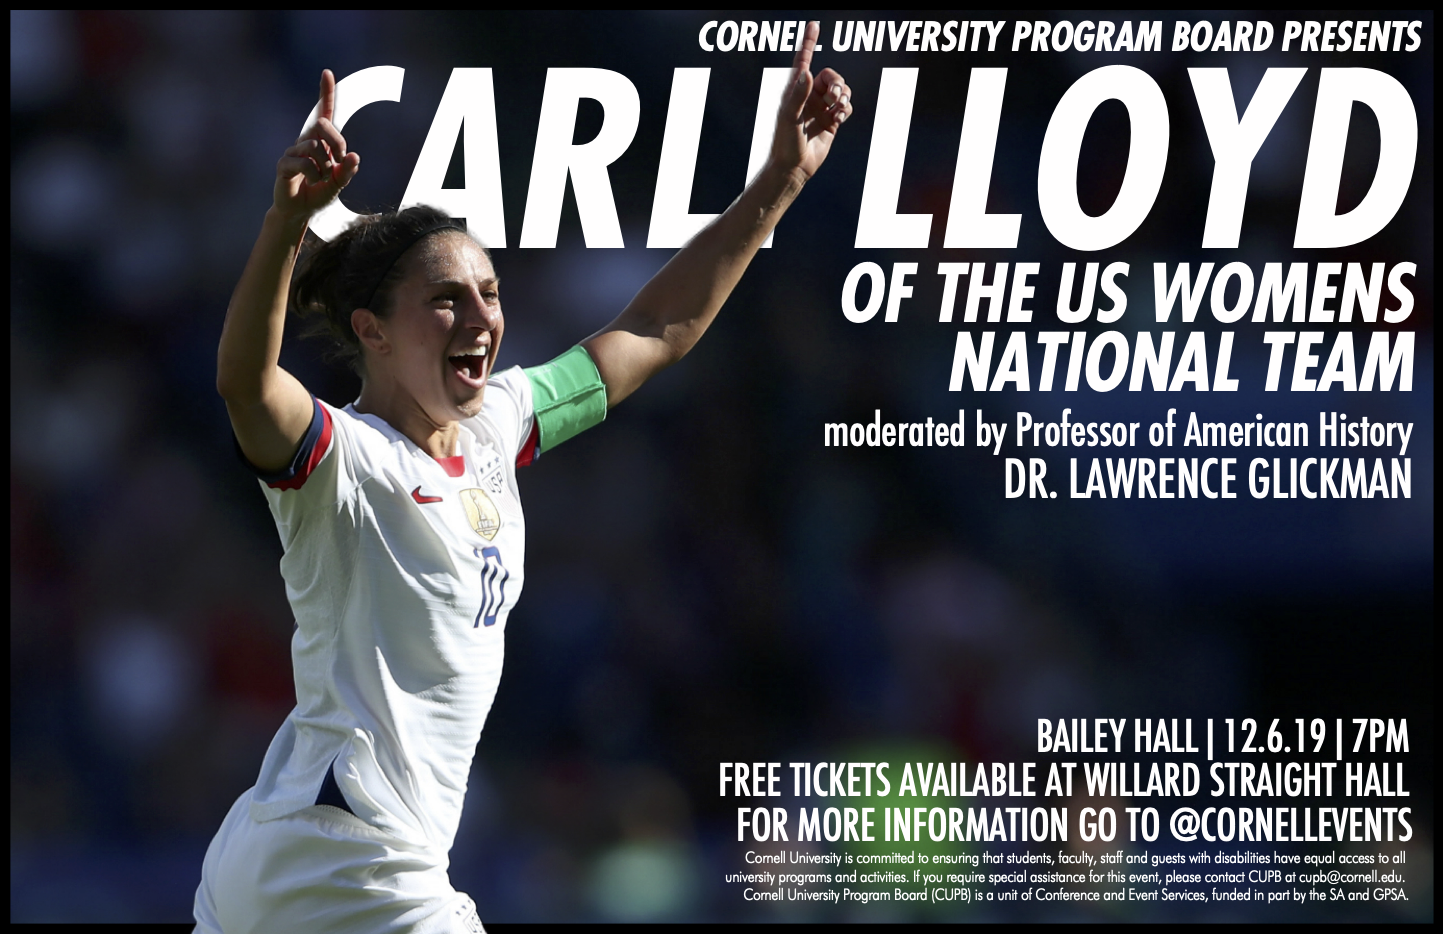 CORNELL UNIVERSITY PROGRAM BOARD PRESENTS
CARLI LLOYD
OF THE US WOMENS
NATIONAL TEAM
moderated by Professor of American History
DR. LAWRENCE GLICKMAN
USA
10
BAILEY HALL | 12.6.19 | 7PM
FREE TICKETS AVAILABLE AT WILLARD STRAIGHT HALL
FOR MORE INFORMATION GO TO @CORNELLEVENTS
Cornell University is committed to ensuring that students, faculty, staff and guests with disabilities have equal access to all
university programs and activities. If you require special assistance for this event, please contact CUPB at cupb@cornell.edu.
Cornell University Program Board (CUPB) is a unit of Conference and Event Services, funded in part by the SA and GPSA.